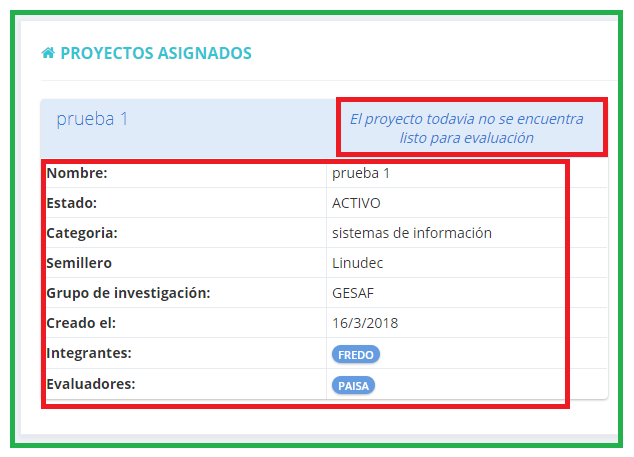 PROYECTOS ASIGNADOS
prueba 1
El proyecto todavia no se encuentra
listo para evaluación
Nombre: prueba 1
Estado: ACTIVO
Categoria: sistemas de información
Semillero Linudec
Grupo de investigación: GESAF
Creado el: 16/3/2018
Integrantes: FREDO
Evaluadores: PAISA